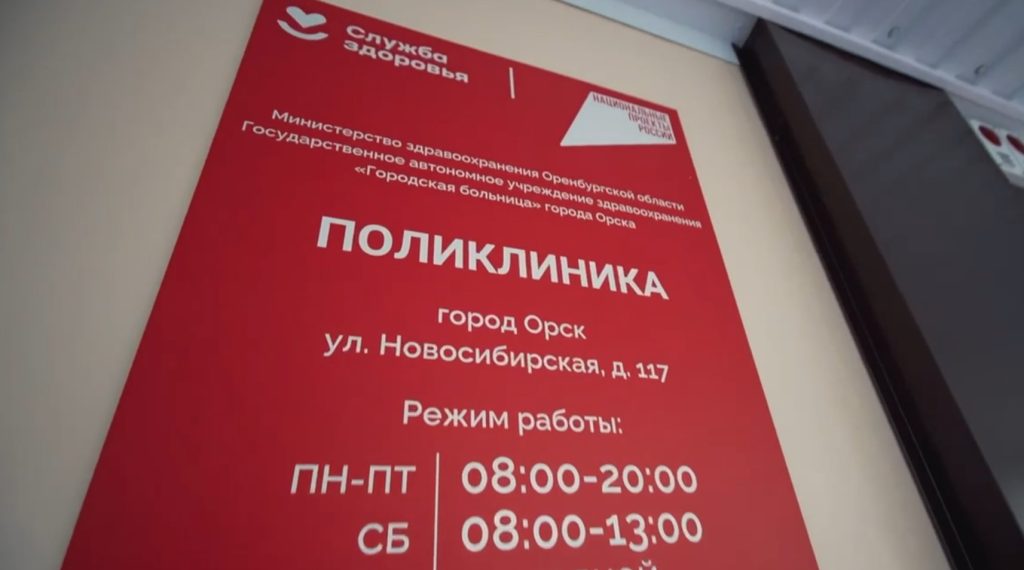 Служба
здоровья
НАЦИОНАЛЬНЫЕ
ПРОЕКТЫ
РОССИИ
Министерство здравоохранения Оренбургской области
Государственное автономное учреждение здравоохранения
«Городская больница» города Орска
ПОЛИКЛИНИКА
город Орск
ул. Новосибирская, д. 117
Режим работы:
ПН-ПТ 08:00-20:00
СБ 08:00-13:00